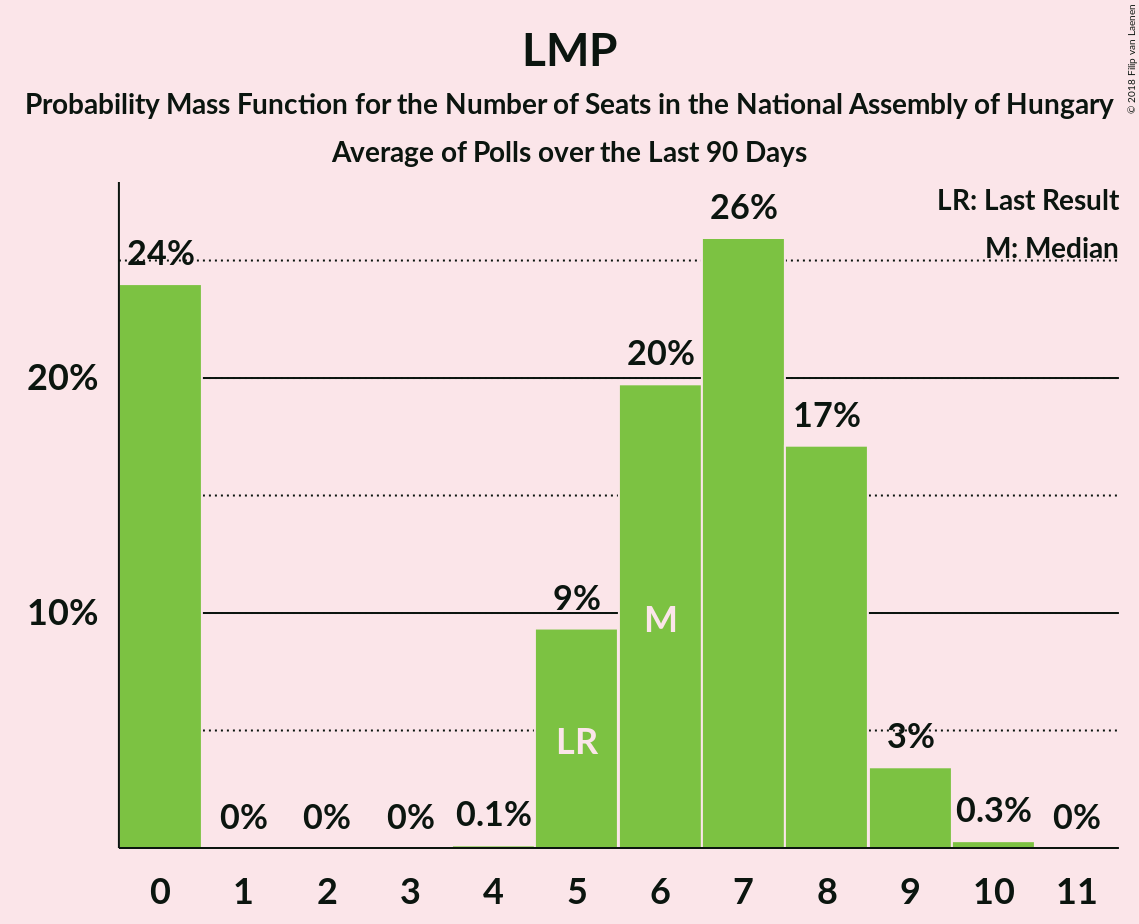 LMP
Probability Mass Function for the Number of Seats in the National Assembly of Hungary
Average of Polls over the Last 90 Days
© 2018 Filip van Laenen
LR: Last Result
M: Median
24%
0%
0%
0%
0.1%
9%
20%
26%
17%
3%
0.3%
0%
LR
M
20%
10%
0 1 2 3 4 5 6 7 8 9 10 11